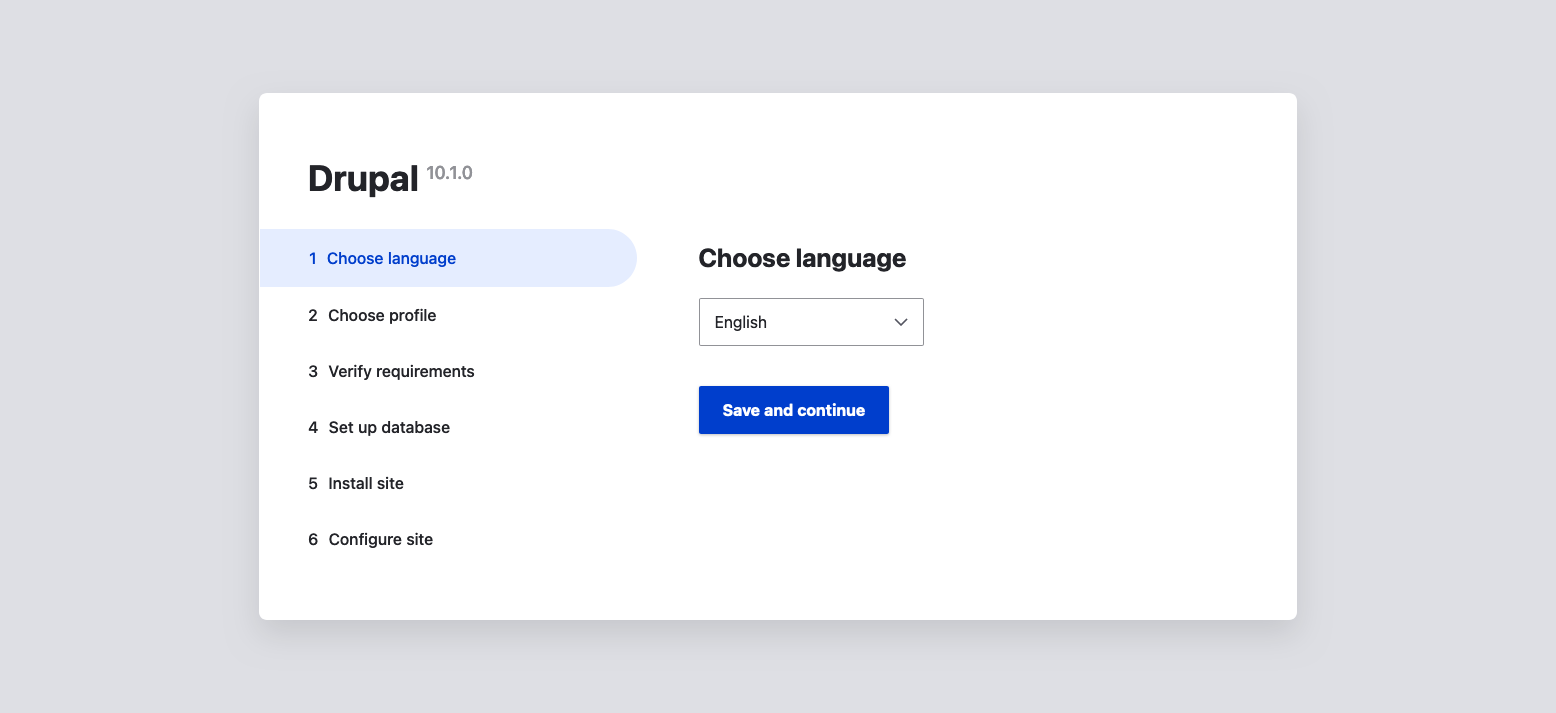 Drupal 10.1.0
1 Choose language
2 Choose profile
3 Verify requirements
4 Set up database
5 Install site
6 Configure site
Choose language
English
Save and continue